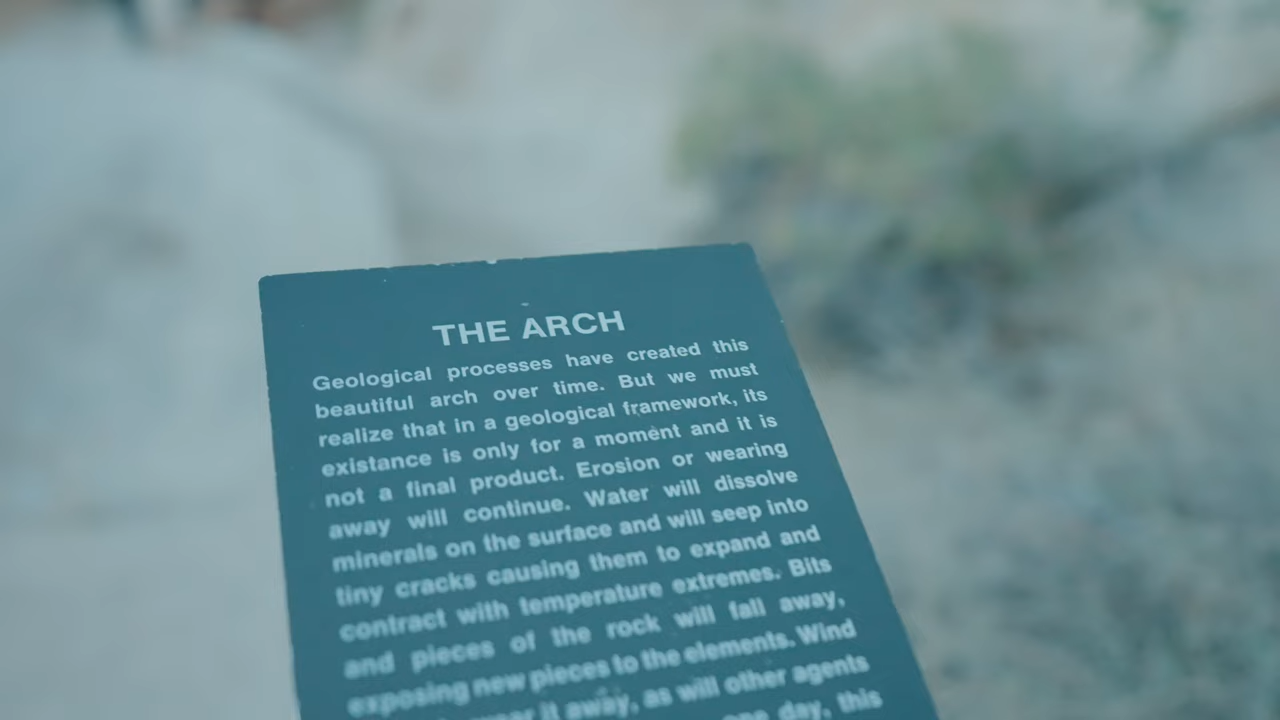 THE ARCH
Geological processes have created this
beautiful arch over time. But we must
realize that in a geological framework, its
existance is only for a moment and it is
not a final product. Erosion or wearing
away will continue. Water will dissolve
minerals on the surface and will seep into
tiny cracks causing them to expand and
contract with temperature extremes. Bits
and pieces of the rock will fall away,
exposing new pieces to the elements. Wind
it away, as will other agents
one day, this